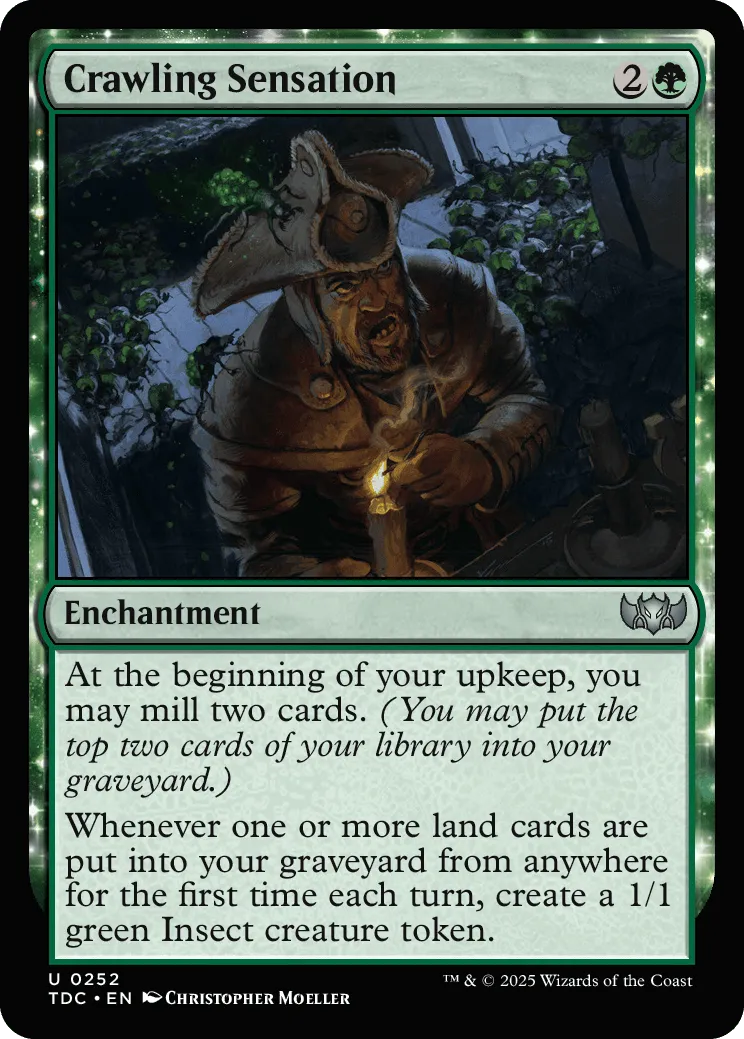 Crawling Sensation 2
Enchantment
At the beginning of your upkeep, you
may mill two cards. (You may put the
top two cards of your library into your
graveyard.)
Whenever one or more land cards are
put into your graveyard from anywhere
for the first time each turn, create a 1/1
green Insect creature token.
U 0252
TDC • EN Christopher Moeller
™ & © 2025 Wizards of the Coast